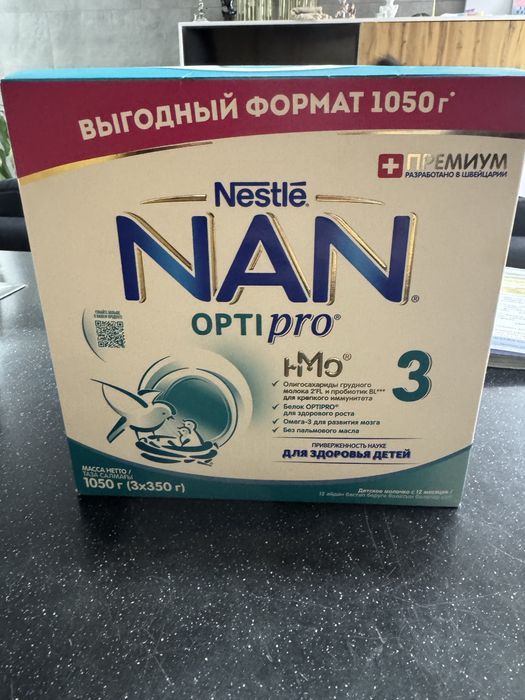 ВЫГОДНЫЙ ФОРМАТ 1050 г*
ПРЕМИУМ
РАЗРАБОТАНО В ШВЕЙЦАРИИ
Nestlé
NAN®
OPTIpro®
HMO®
3
Олигосахариды грудного
молока 2'FL и пробиотик BL***
для крепкого иммунитета
Белок OPTIPRO®
для здорового роста
Омега-3 для развития мозга
Без пальмового масла
ПРИВЕРЖЕННОСТЬ НАУКЕ
ДЛЯ ЗДОРОВЬЯ ДЕТЕЙ
МАССА НЕТТО /
ТАЗА САЛМАҒЫ
1050 г (3x350 г)
Детское молочко с 12 месяцев /